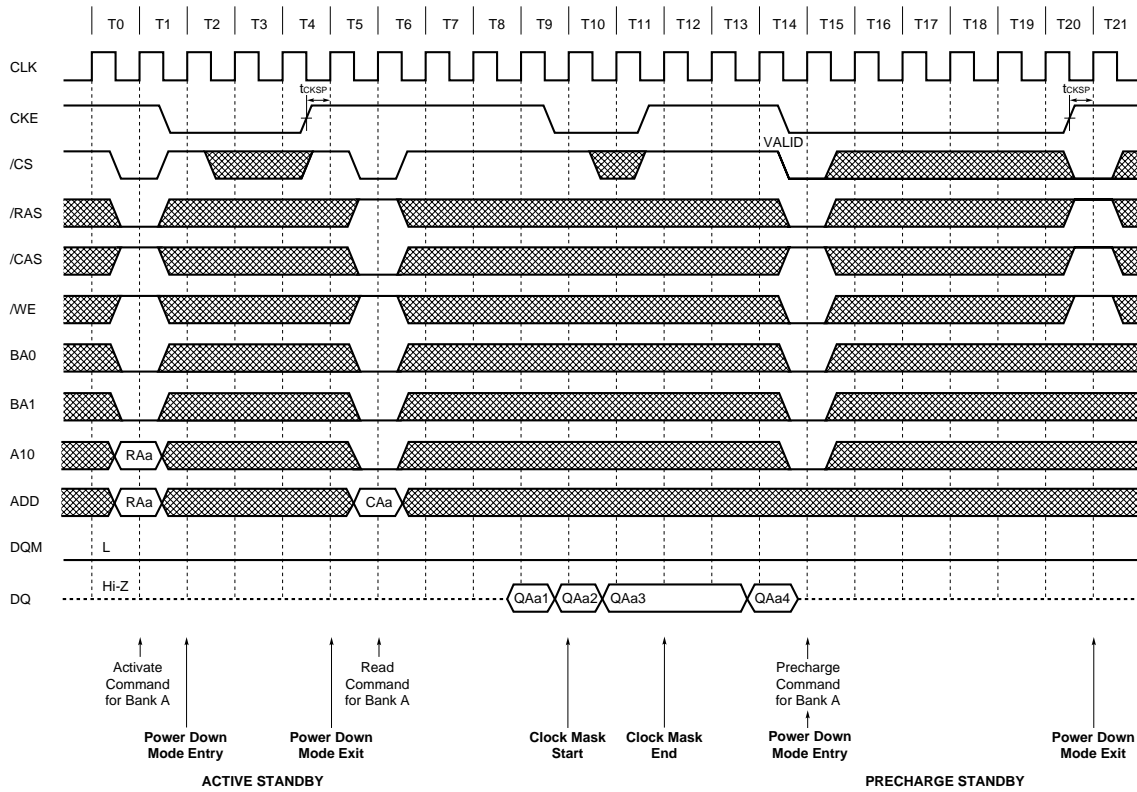 T0 T1 T2 T3 T4 T5 T6 T7 T8 T9 T10 T11 T12 T13 T14 T15 T16 T17 T18 T19 T20 T21
CLK
tCKSP tCKSP
CKE
VALID
/CS
/RAS
/CAS
/WE
BA0
BA1
A10 RAa
ADD RAa CAa
DQM L
Hi-Z
DQ QAa1 QAa2 QAa3 QAa4
Activate
Command
for Bank A
Read
Command
for Bank A
Precharge
Command
for Bank A
Power Down
Mode Entry
Power Down
Mode Exit
Clock Mask
Start
Clock Mask
End
Power Down
Mode Entry
Power Down
Mode Exit
ACTIVE STANDBY
PRECHARGE STANDBY